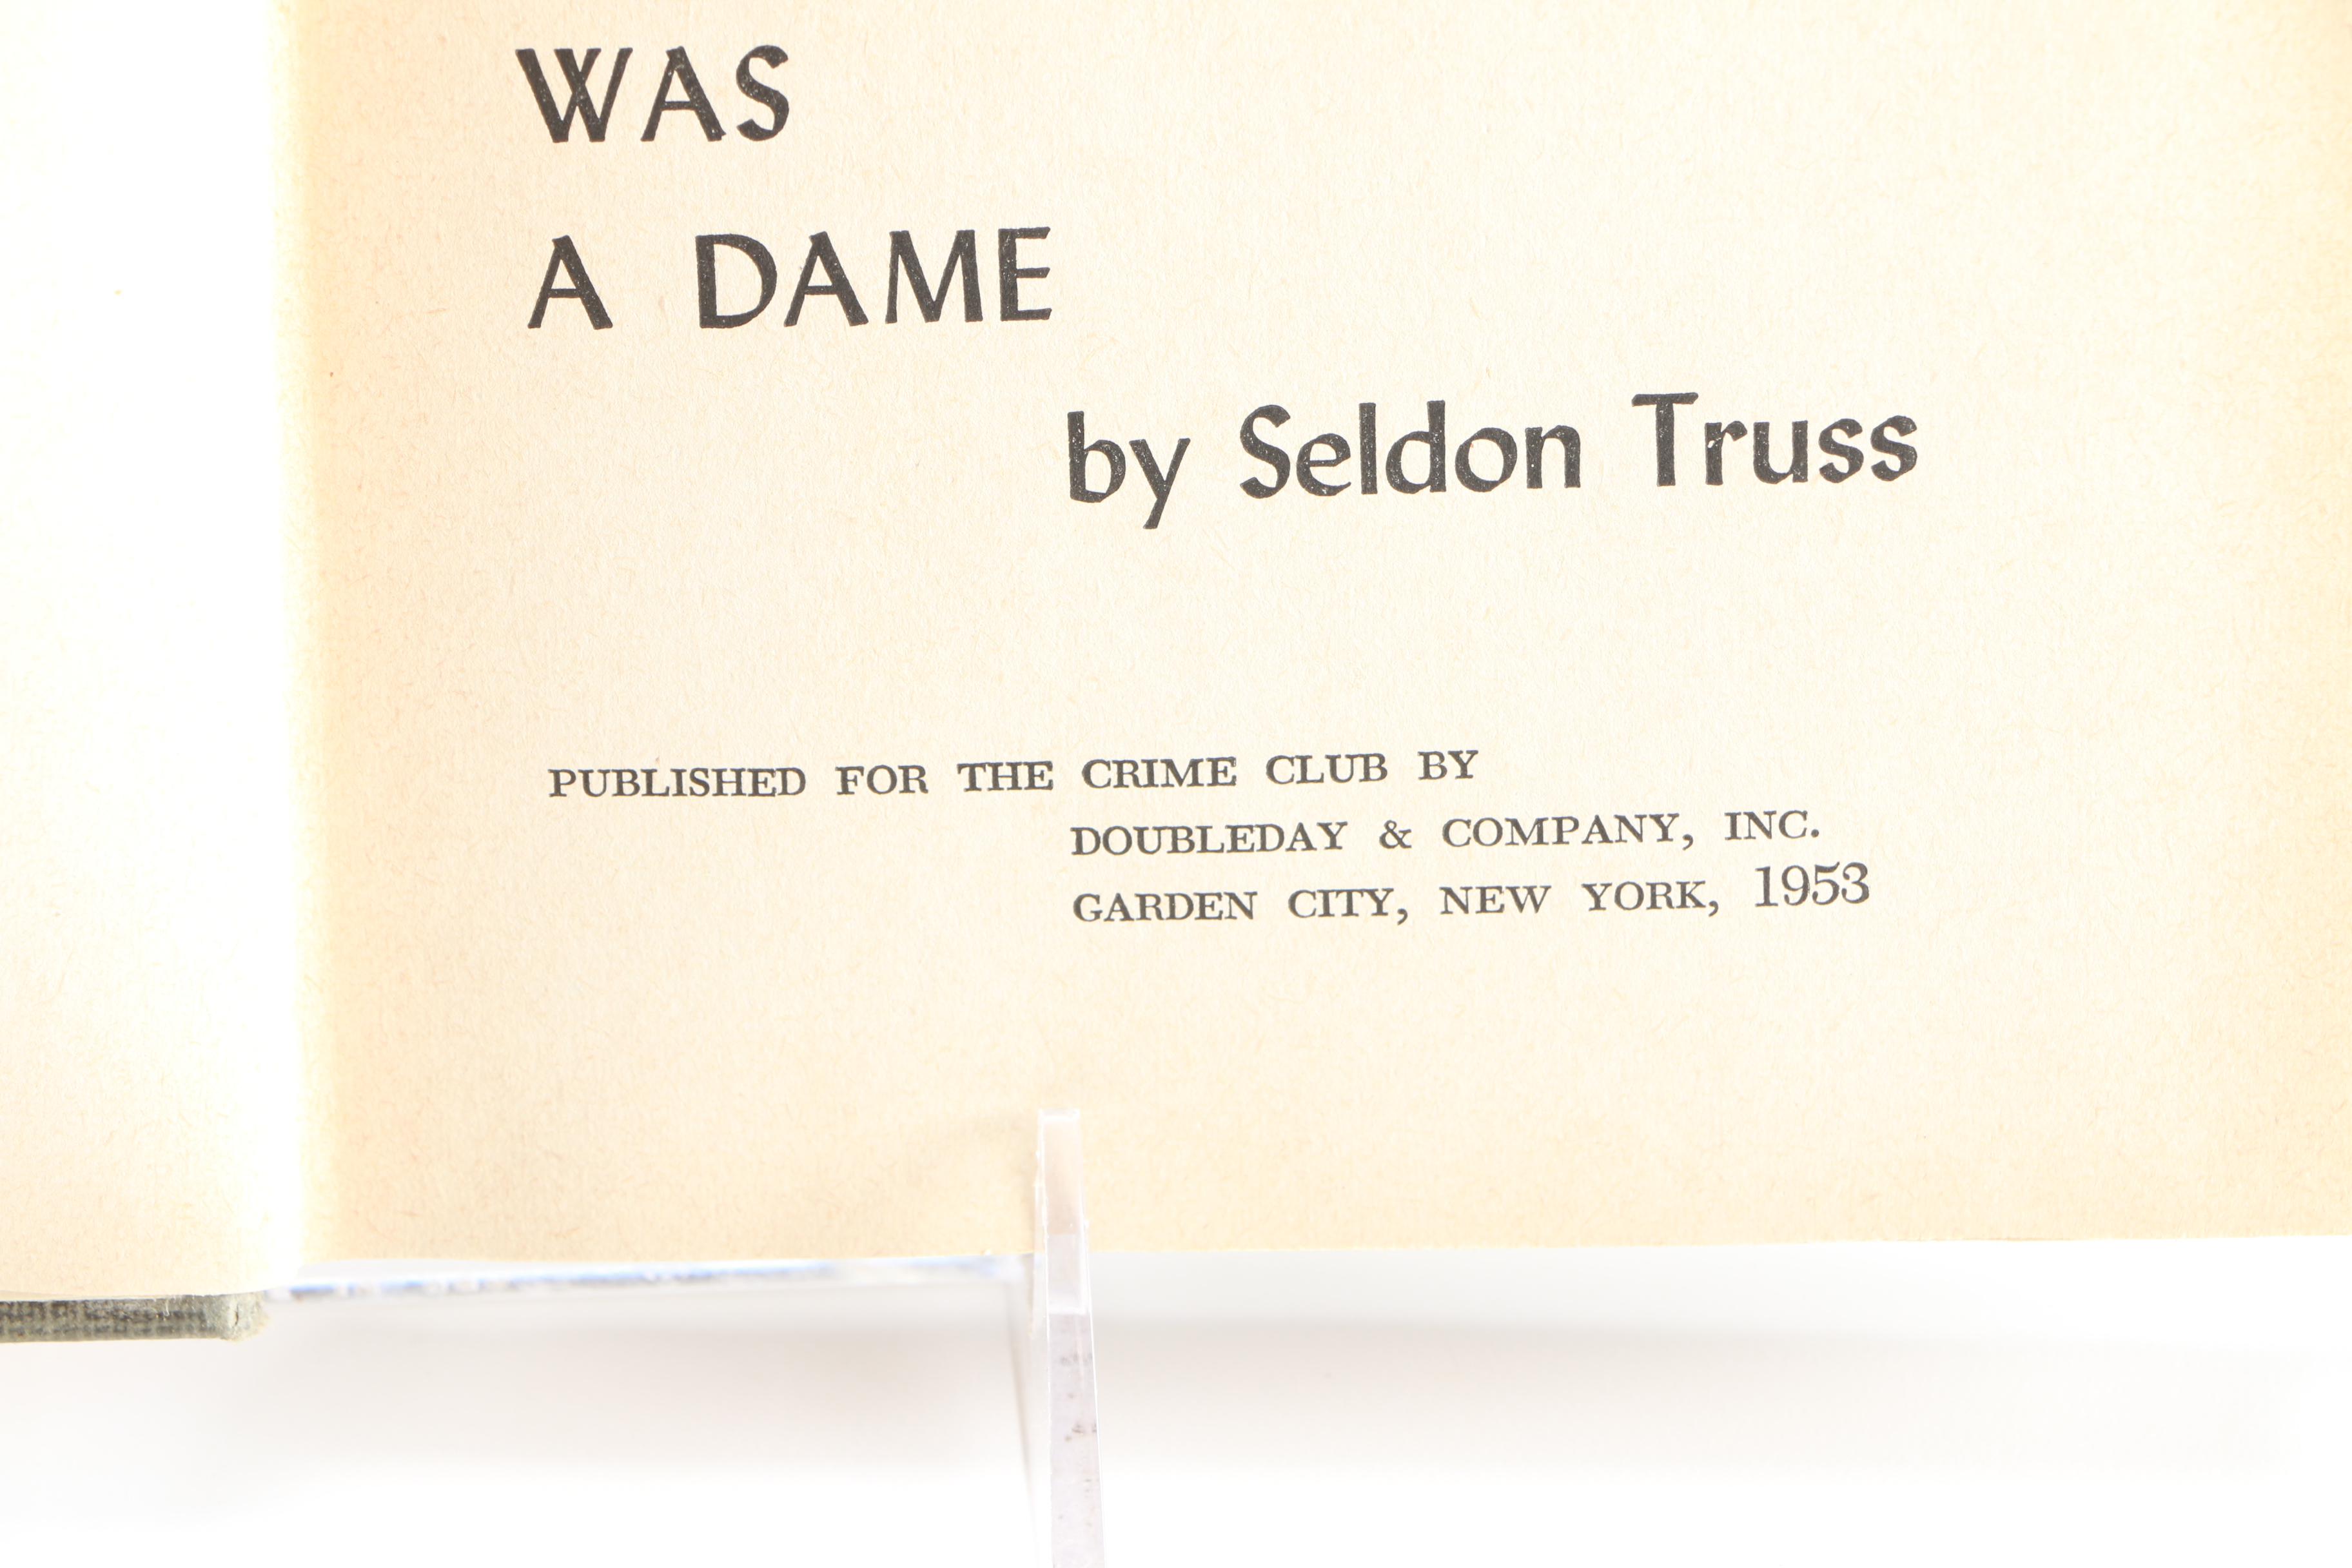 WAS
A DAME
by Seldon Truss
PUBLISHED FOR THE CRIME CLUB BY
DOUBLEDAY & COMPANY, INC.
GARDEN CITY, NEW YORK, 1953